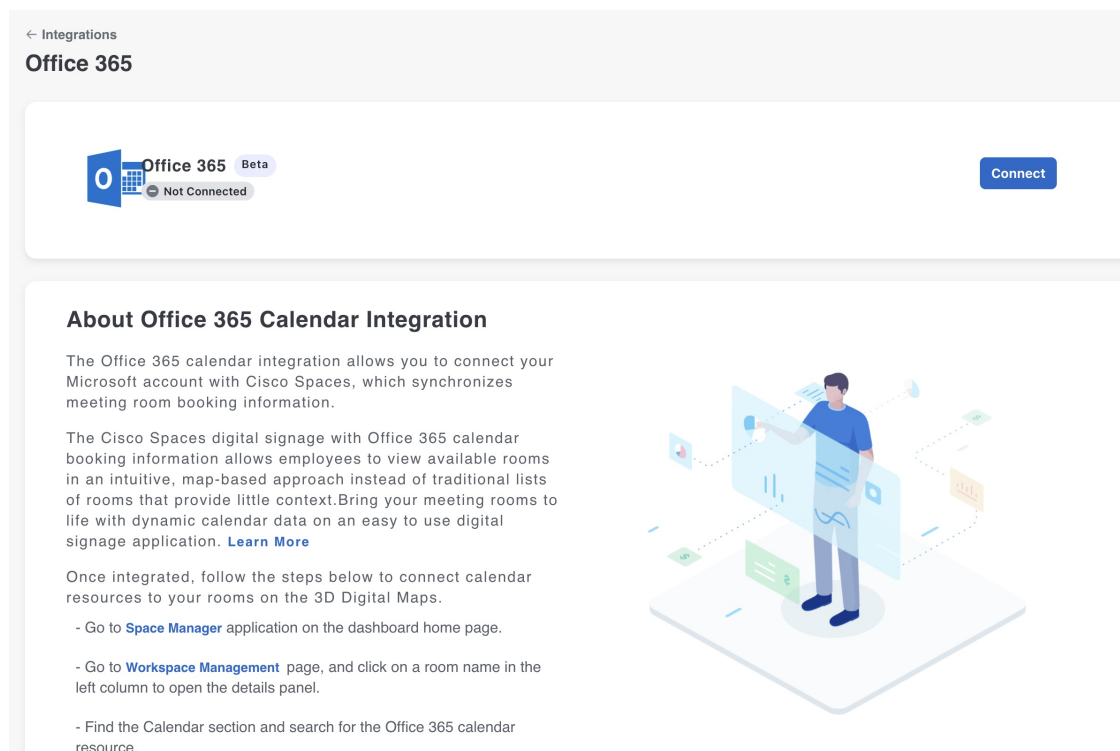 ← Integrations
Office 365
Office 365 Beta
Not Connected
Connect
About Office 365 Calendar Integration
The Office 365 calendar integration allows you to connect your
Microsoft account with Cisco Spaces, which synchronizes
meeting room booking information.
The Cisco Spaces digital signage with Office 365 calendar
booking information allows employees to view available rooms
in an intuitive, map-based approach instead of traditional lists
of rooms that provide little context.Bring your meeting rooms to
life with dynamic calendar data on an easy to use digital
signage application. Learn More
Once integrated, follow the steps below to connect calendar
resources to your rooms on the 3D Digital Maps.
- Go to Space Manager application on the dashboard home page.
- Go to Workspace Management page, and click on a room name in the
left column to open the details panel.
- Find the Calendar section and search for the Office 365 calendar
resource